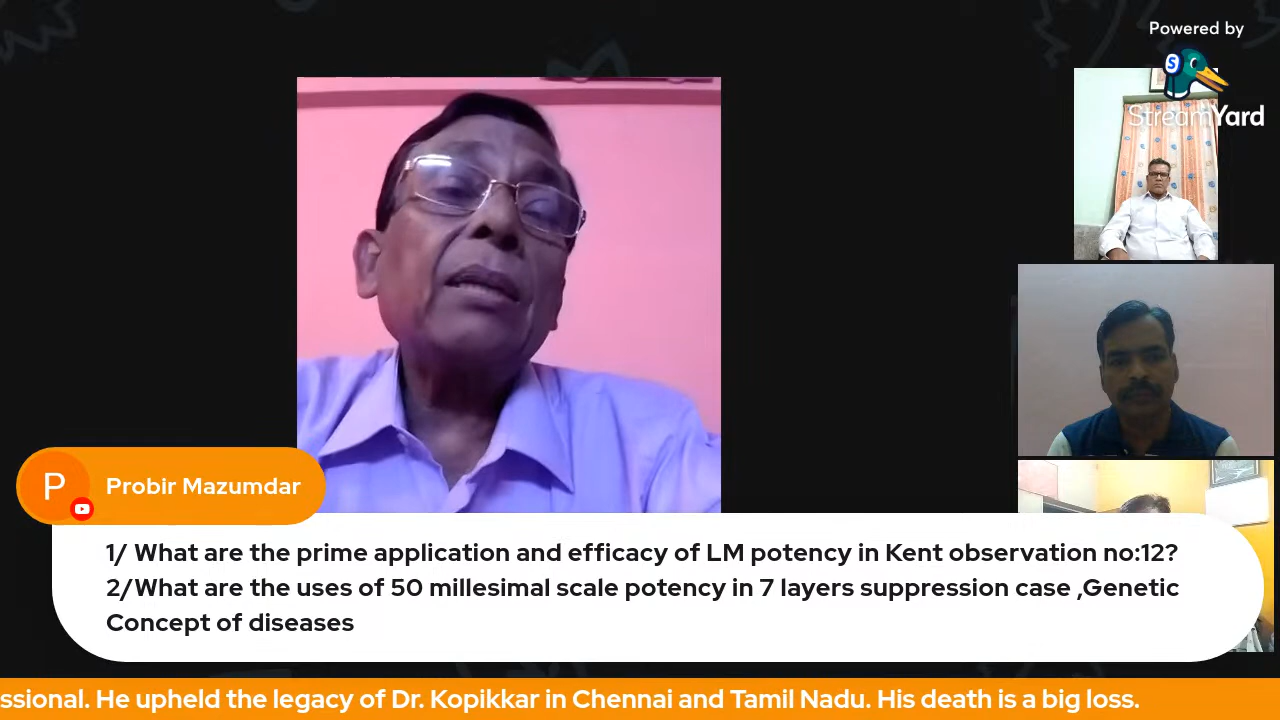 Powered by
StreamYard
P
Probir Mazumdar
1/ What are the prime application and efficacy of LM potency in Kent observation no:12?
2/What are the uses of 50 millesimal scale potency in 7 layers suppression case ,Genetic
Concept of diseases
ssional. He upheld the legacy of Dr. Kopikkar in Chennai and Tamil Nadu. His death is a big loss.